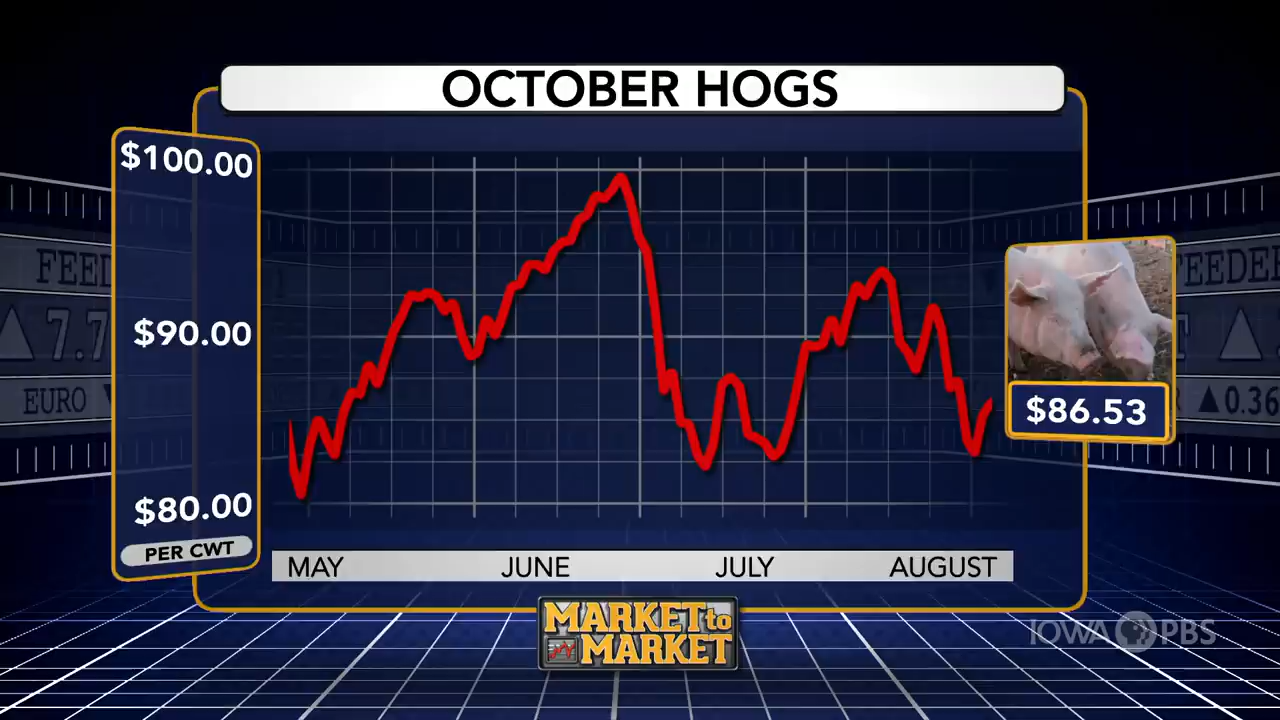 OCTOBER HOGS
$100.00
$90.00
$80.00
PER CWT
$86.53
MAY
JUNE
JULY
AUGUST
MARKET to
MARKET
IOWA PBS
7.7
EURO
0.36